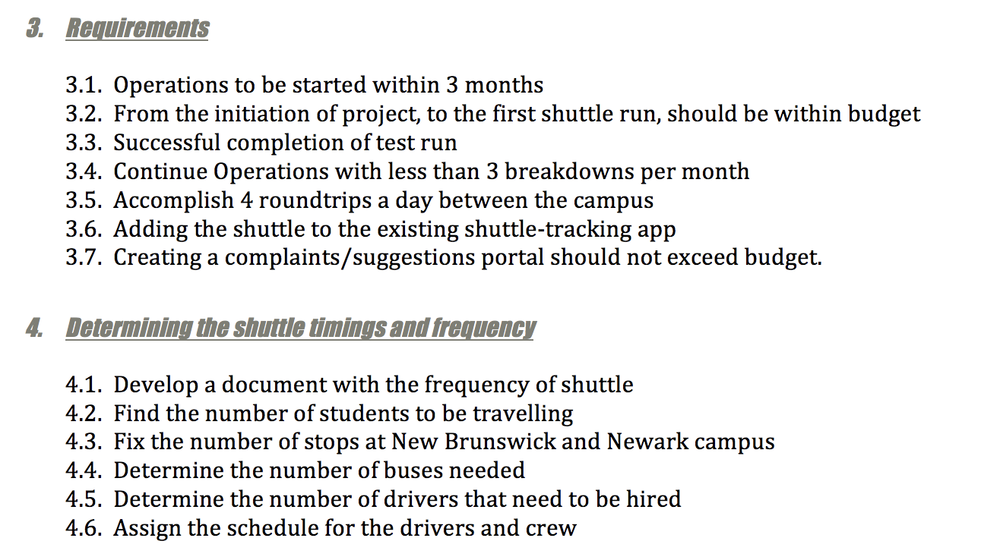 3. Requirements
3.1. Operations to be started within 3 months
3.2. From the initiation of project, to the first shuttle run, should be within budget
3.3. Successful completion of test run
3.4. Continue Operations with less than 3 breakdowns per month
3.5. Accomplish 4 roundtrips a day between the campus
3.6. Adding the shuttle to the existing shuttle-tracking app
3.7. Creating a complaints/suggestions portal should not exceed budget.
4. Determining the shuttle timings and frequency
4.1. Develop a document with the frequency of shuttle
4.2. Find the number of students to be travelling
4.3. Fix the number of stops at New Brunswick and Newark campus
4.4. Determine the number of buses needed
4.5. Determine the number of drivers that need to be hired
4.6. Assign the schedule for the drivers and crew